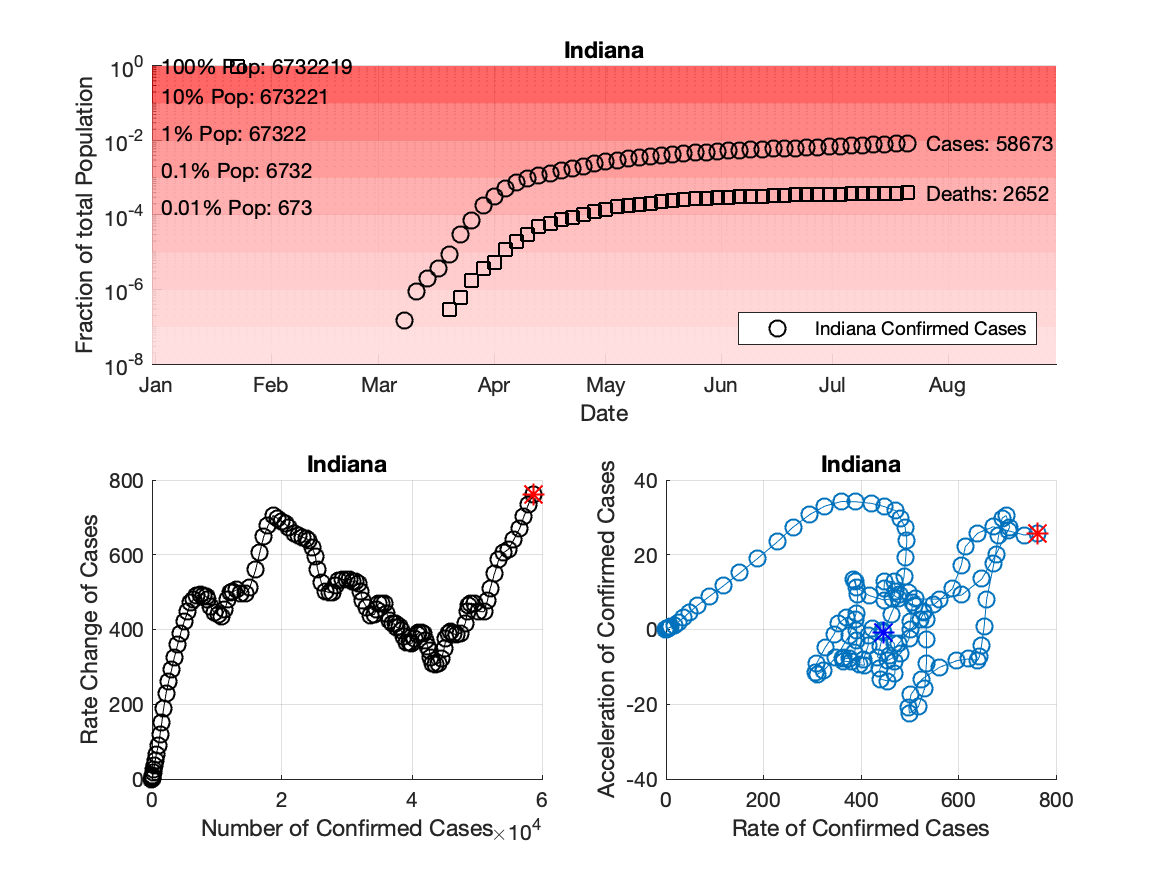 Indiana
Fraction of total Population
10^0
10^-2
10^-4
10^-6
10^-8
100% Pop: 6732219
10% Pop: 673221
1% Pop: 67322
0.1% Pop: 6732
0.01% Pop: 673
Cases: 58673
Deaths: 2652
Indiana Confirmed Cases
Jan Feb Mar Apr May Jun Jul Aug
Date
Indiana
Rate Change of Cases
800
600
400
200
0
0 2 4 6
Number of Confirmed Cases ×10^4
Indiana
Acceleration of Confirmed Cases
40
20
0
-20
-40
0 200 400 600 800
Rate of Confirmed Cases